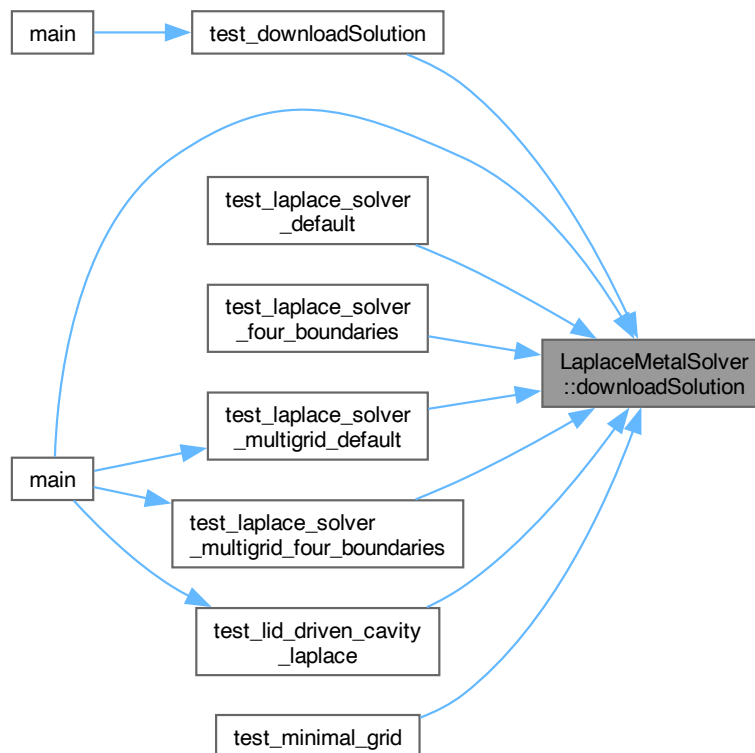 main
test_downloadSolution
test_laplace_solver
_default
test_laplace_solver
_four_boundaries
LaplaceMetalSolver
::downloadSolution
test_laplace_solver
_multigrid_default
main
test_laplace_solver
_multigrid_four_boundaries
test_lid_driven_cavity
_laplace
test_minimal_grid